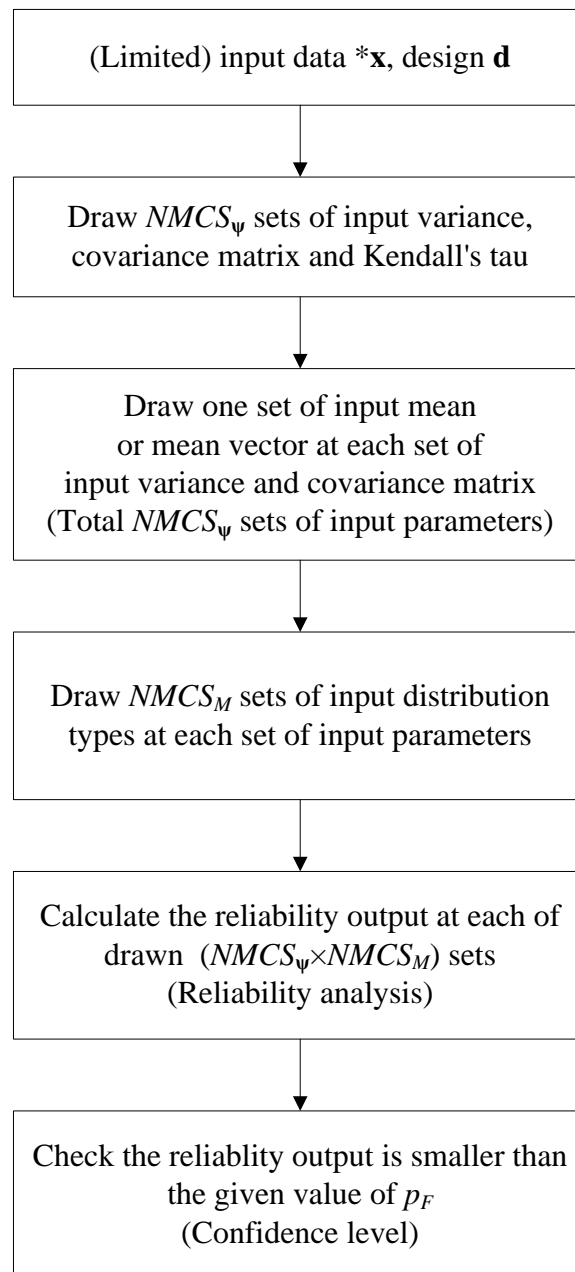 (Limited) input data *x, design d
Draw NMCSψ sets of input variance,
covariance matrix and Kendall's tau
Draw one set of input mean
or mean vector at each set of
input variance and covariance matrix
(Total NMCSψ sets of input parameters)
Draw NMCSM sets of input distribution
types at each set of input parameters
Calculate the reliability output at each of
drawn (NMCSψ×NMCSM) sets
(Reliability analysis)
Check the reliablity output is smaller than
the given value of pF
(Confidence level)